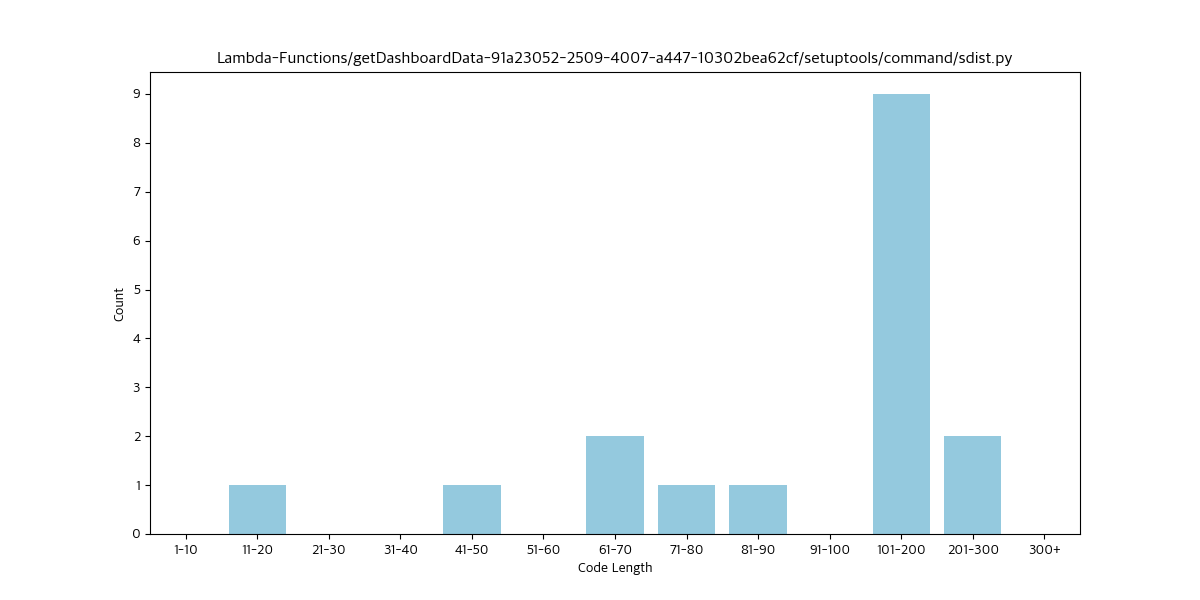 Lambda-Functions/getDashboardData-91a23052-2509-4007-a447-10302bea62cf/setuptools/command/sdist.py
9
8
7
6
5
4
3
2
1
0
Count
1-10 11-20 21-30 31-40 41-50 51-60 61-70 71-80 81-90 91-100 101-200 201-300 300+
Code Length